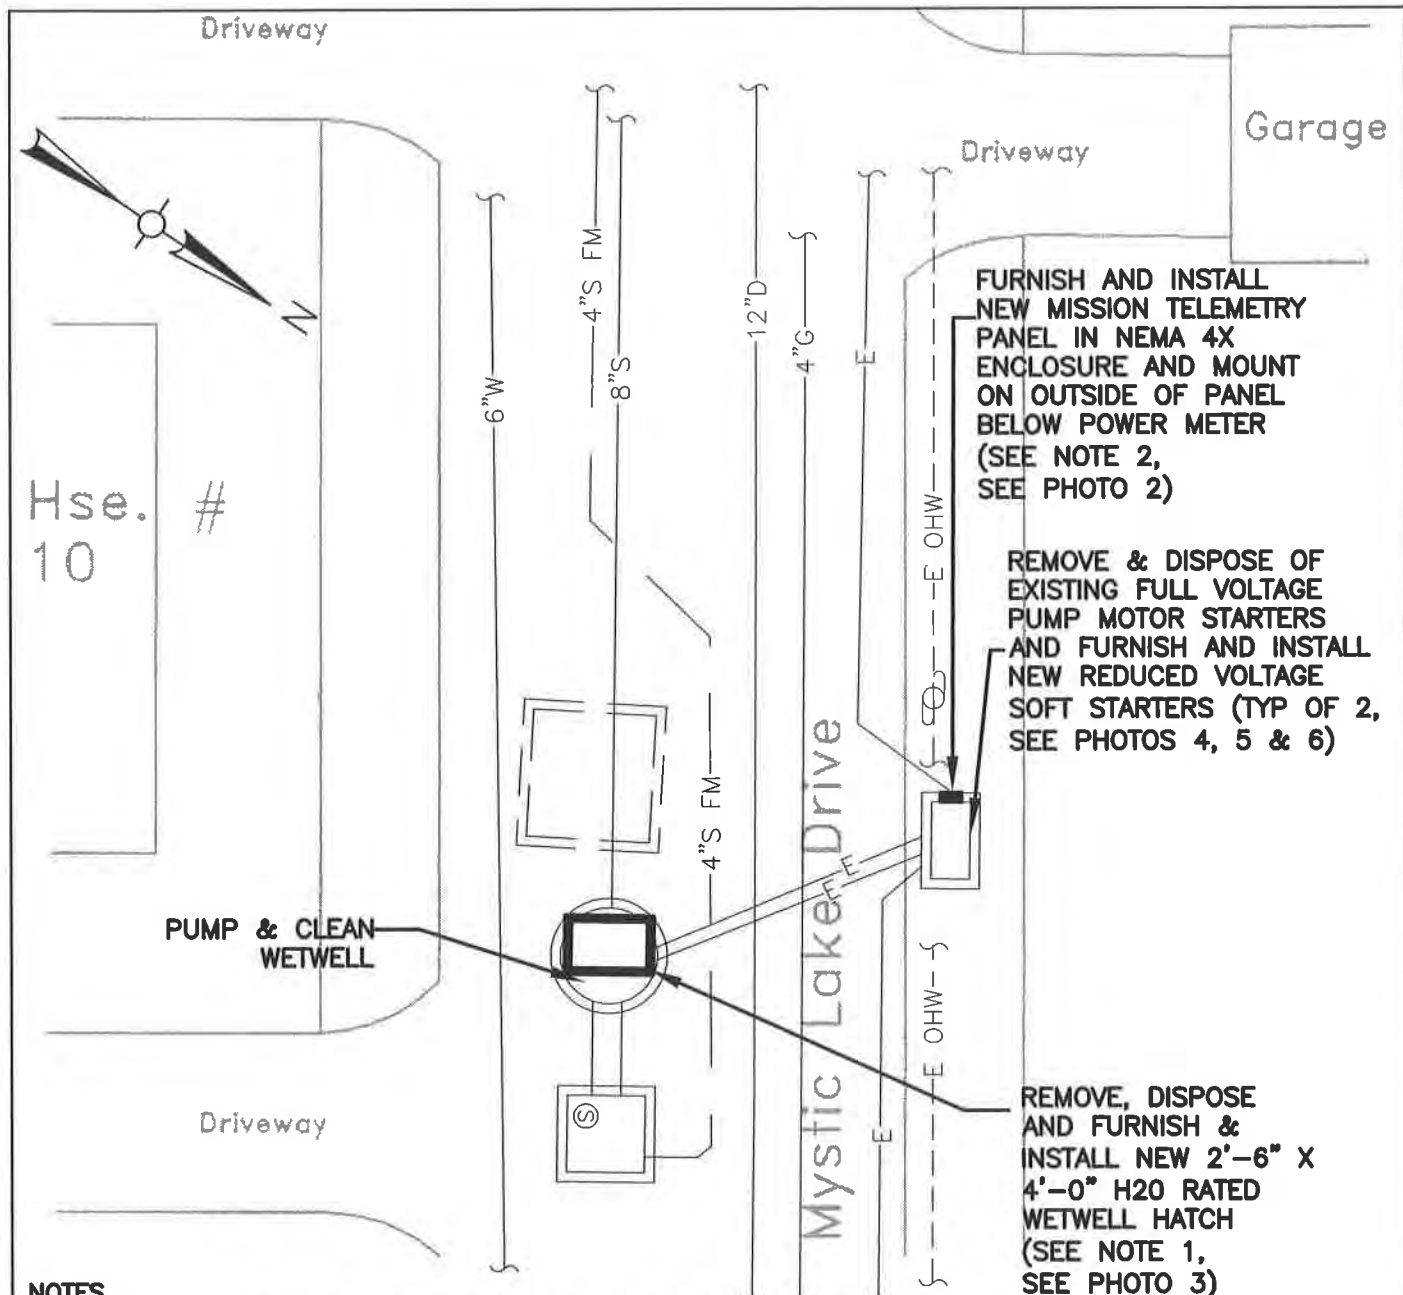 Driveway
Garage
Driveway
N
4"S FM
8"S
12"D
4"G
E
6"W
FURNISH AND INSTALL
NEW MISSION TELEMETRY
PANEL IN NEMA 4X
ENCLOSURE AND MOUNT
ON OUTSIDE OF PANEL
BELOW POWER METER
(SEE NOTE 2,
SEE PHOTO 2)
Hse. #
10
E OHW
REMOVE & DISPOSE OF
EXISTING FULL VOLTAGE
PUMP MOTOR STARTERS
AND FURNISH AND INSTALL
NEW REDUCED VOLTAGE
SOFT STARTERS (TYP OF 2,
SEE PHOTOS 4, 5 & 6)
4"S FM
Mystic Lake Drive
E
E
PUMP & CLEAN
WETWELL
E OHW
S
E
Driveway
REMOVE, DISPOSE
AND FURNISH &
INSTALL NEW 2'-6" X
4'-0" H20 RATED
WETWELL HATCH
(SEE NOTE 1,
SEE PHOTO 3)
NOTES